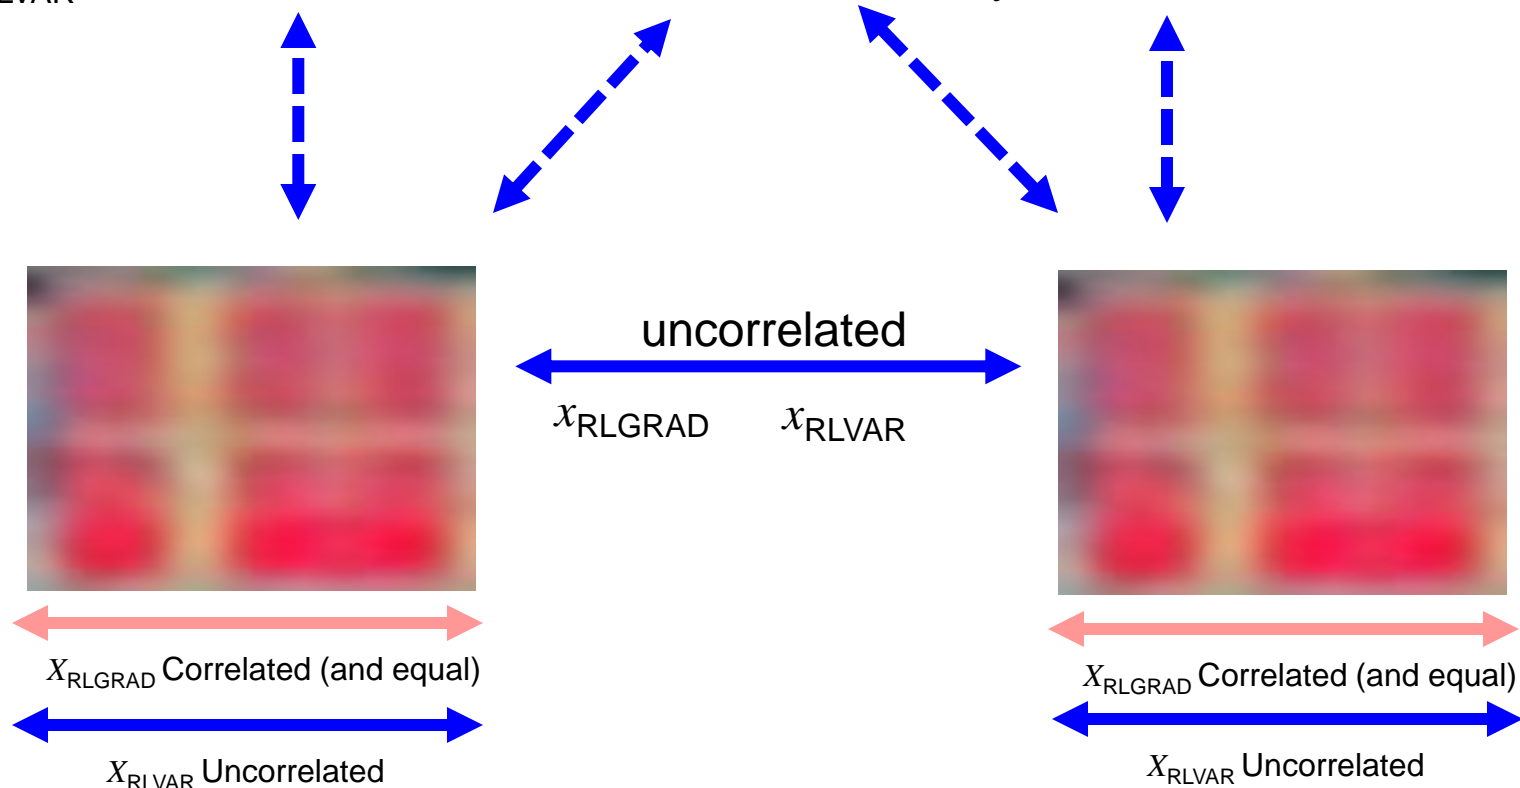 uncorrelated
xRLGRAD xRLVAR
XRLGRAD Correlated (and equal)
XRLGRAD Correlated (and equal)
XRLVAR Uncorrelated
XRLVAR Uncorrelated